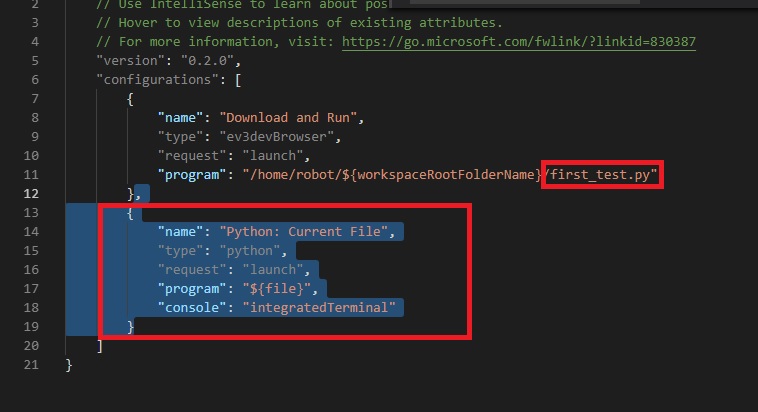 2 // Use IntelliSense to learn about pos
3 // Hover to view descriptions of existing attributes.
4 // For more information, visit: https://go.microsoft.com/fwlink/?linkid=830387
5 "version": "0.2.0",
6 "configurations": [
7 {
8 "name": "Download and Run",
9 "type": "ev3devBrowser",
10 "request": "launch",
11 "program": "/home/robot/${workspaceRootFolderName}/first_test.py"
12 },
13 {
14 "name": "Python: Current File",
15 "type": "python",
16 "request": "launch",
17 "program": "${file}",
18 "console": "integratedTerminal"
19 }
20 ]
21 }